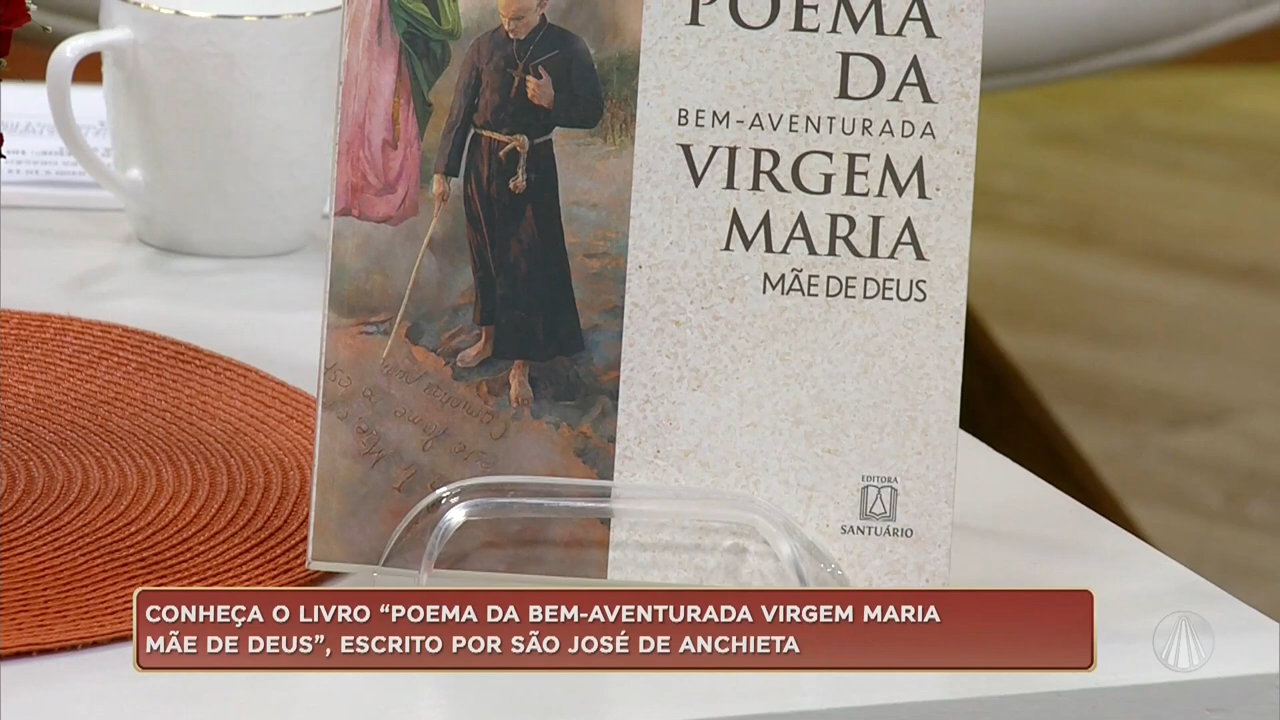 POEMA
DA
BEM-AVENTURADA
VIRGEM
MARIA
MÃE DE DEUS
EDITORA
SANTUÁRIO
CONHEÇA O LIVRO “POEMA DA BEM-AVENTURADA VIRGEM MARIA
MÃE DE DEUS”, ESCRITO POR SÃO JOSÉ DE ANCHIETA